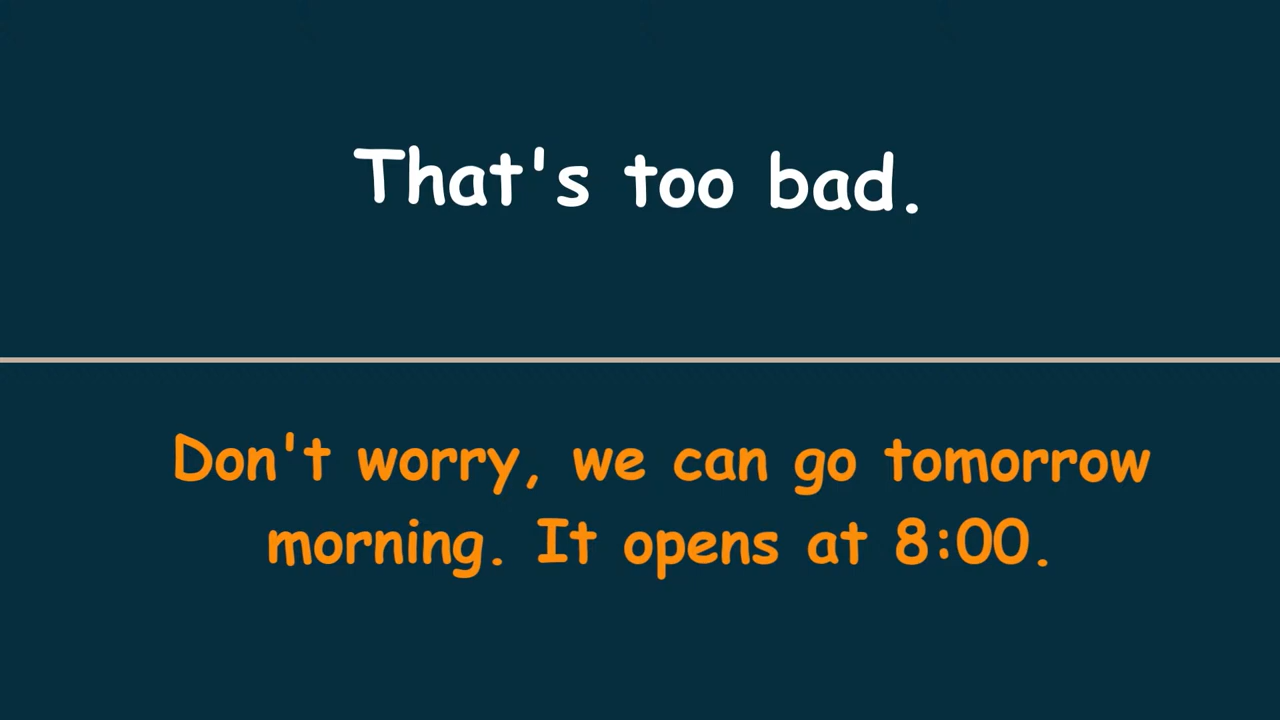 That's too bad.
Don't worry, we can go tomorrow
morning. It opens at 8:00.